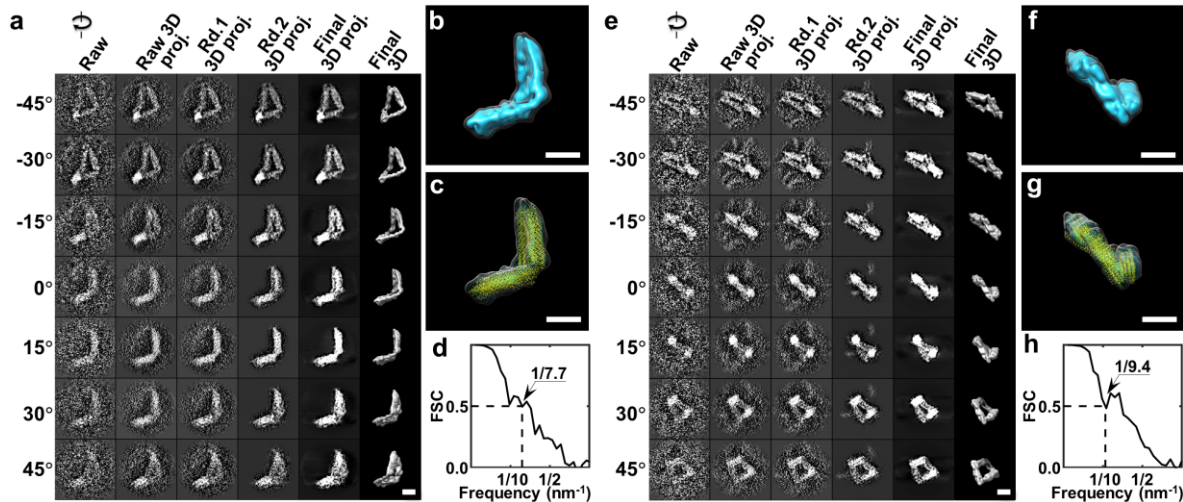 a
Raw
Raw 3D
proj.
Rd.1
3D proj.
Rd.2
3D proj.
Final
3D proj.
Final
3D
-45°
-30°
-15°
0°
15°
30°
45°
b
c
d
1/7.7
FSC
0.5
0.0
1/10 1/2
Frequency (nm⁻¹)
e
Raw
Raw 3D
proj.
Rd.1
3D proj.
Rd.2
3D proj.
Final
3D proj.
Final
3D
-45°
-30°
-15°
0°
15°
30°
45°
f
g
h
1/9.4
FSC
0.5
0.0
1/10 1/2
Frequency (nm⁻¹)